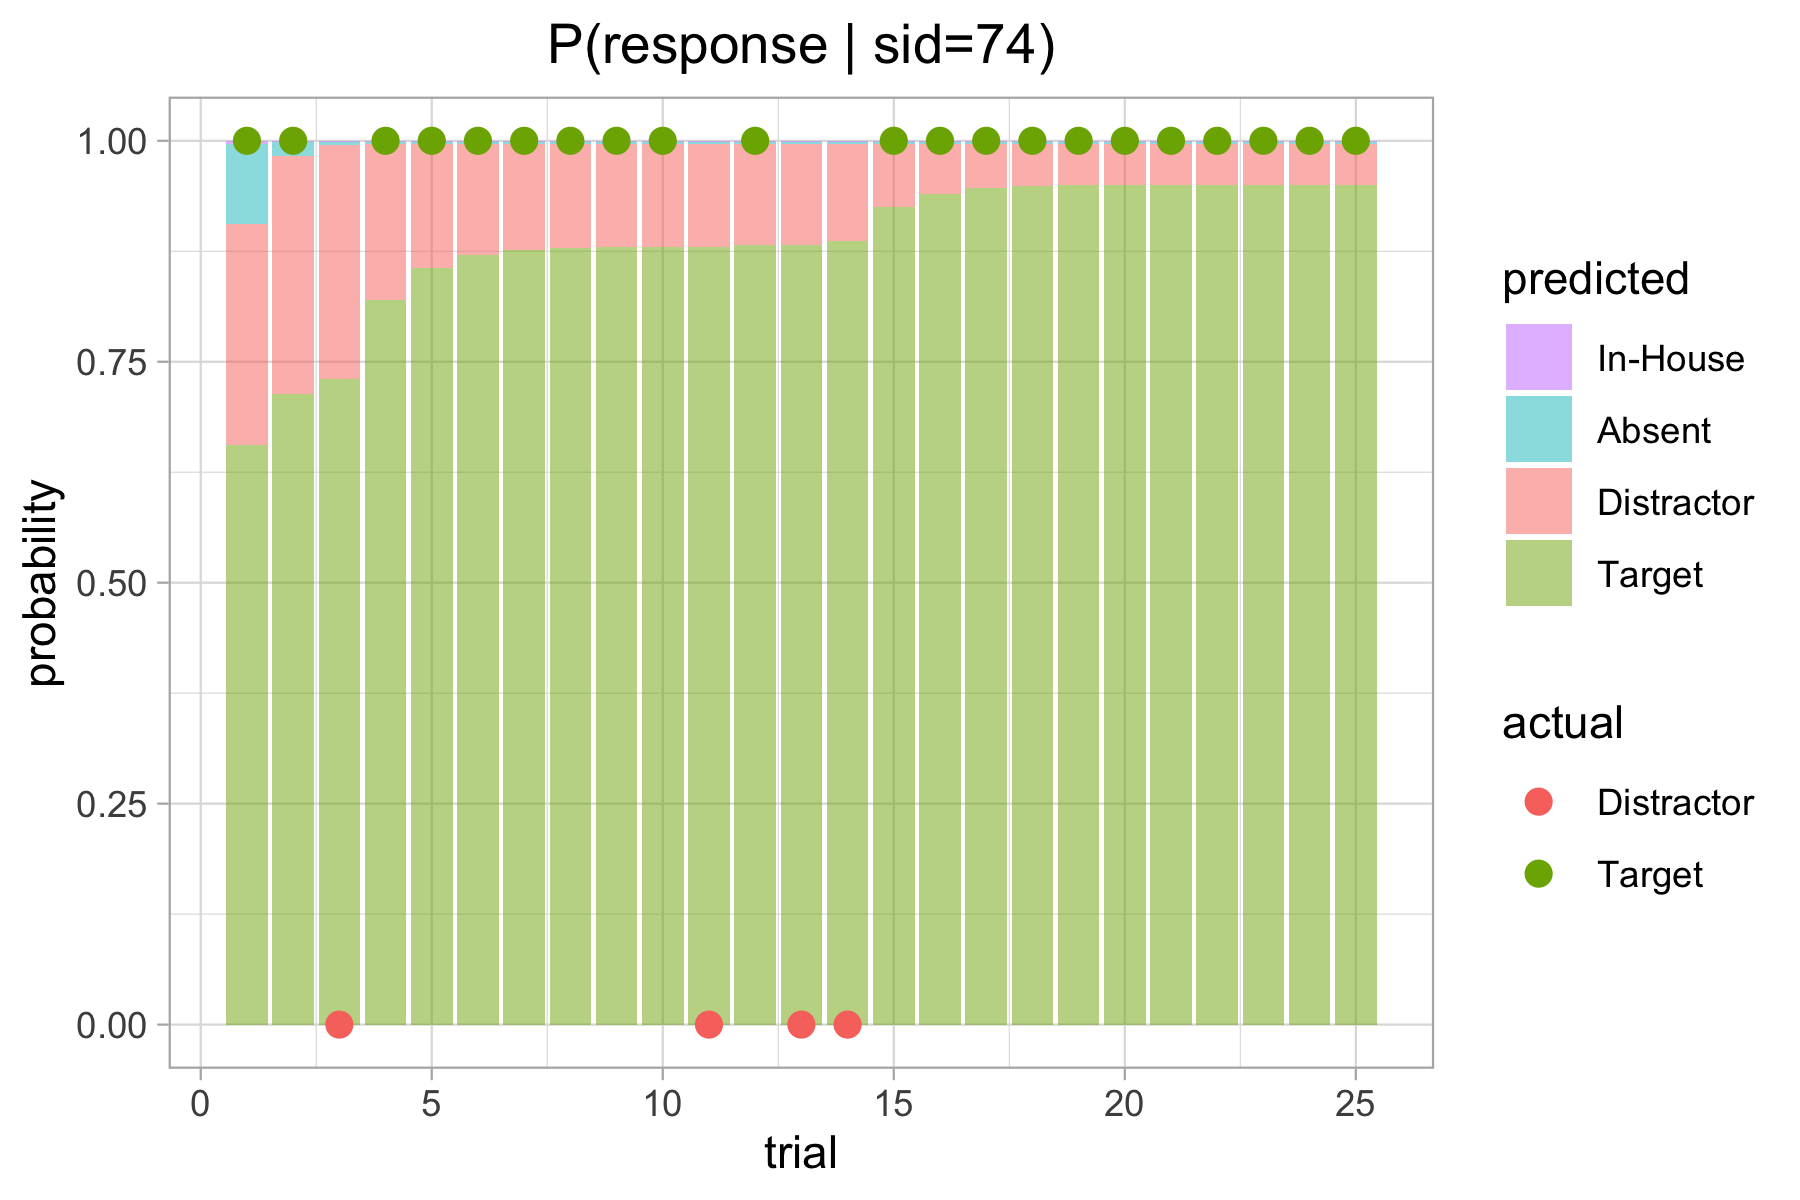 P(response | sid=74)
probability
1.00
0.75
0.50
0.25
0.00
0 5 10 15 20 25
trial
predicted
In-House
Absent
Distractor
Target
actual
Distractor
Target